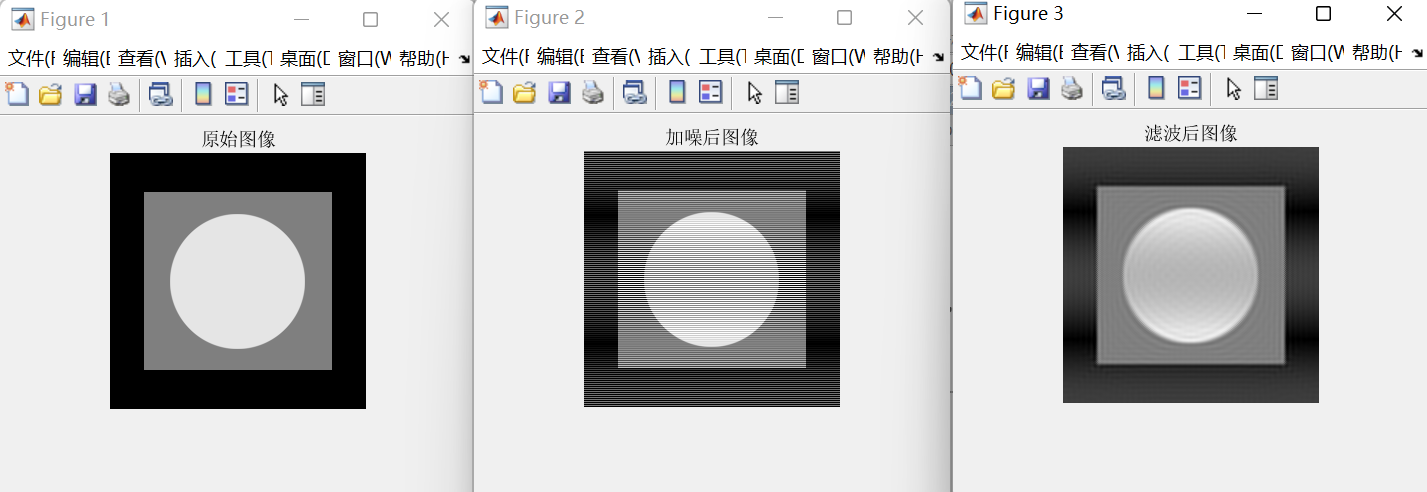 Figure 1
文件(F 编辑(E 查看(V 插入( 工具(T 桌面(D 窗口(W 帮助(H
原始图像
Figure 2
文件(F 编辑(E 查看(V 插入( 工具(T 桌面(D 窗口(W 帮助(H
加噪后图像
Figure 3
文件(F 编辑(E 查看(V 插入( 工具(T 桌面(D 窗口(W 帮助(H
滤波后图像